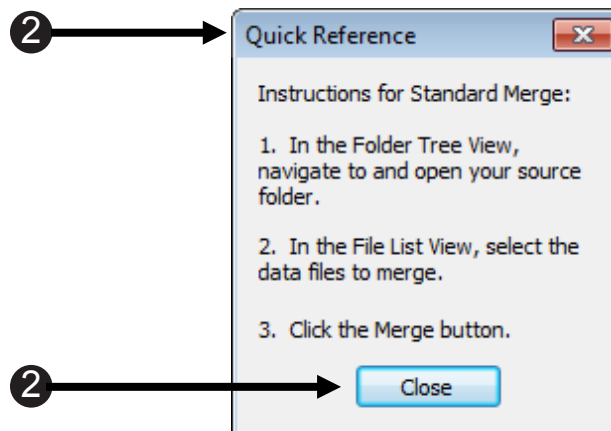 2
Quick Reference
Instructions for Standard Merge:
1. In the Folder Tree View,
navigate to and open your source
folder.
2. In the File List View, select the
data files to merge.
3. Click the Merge button.
2
Close